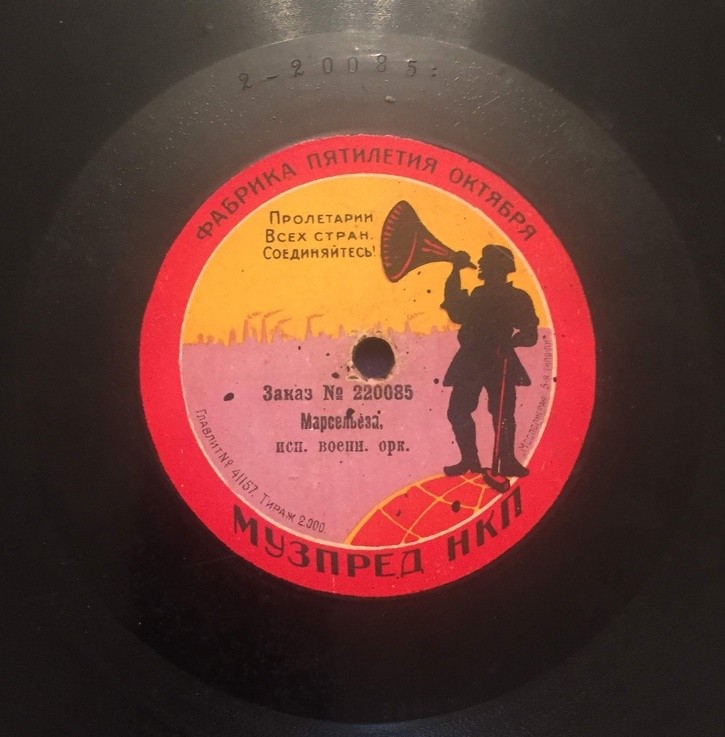 2-20085:
ФАБРИКА ПЯТИЛЕТИЯ ОКТЯБРЯ
ПРОЛЕТАРИИ
ВСЕХ СТРАН.
СОЕДИНЯЙТЕСЬ!
Заказ № 220085
Марсельеза,
исп. военн. орк.
ГЛАВЛИТ № 41157. ТИРАЖ 2.000.
МУЗПРЕД НКП